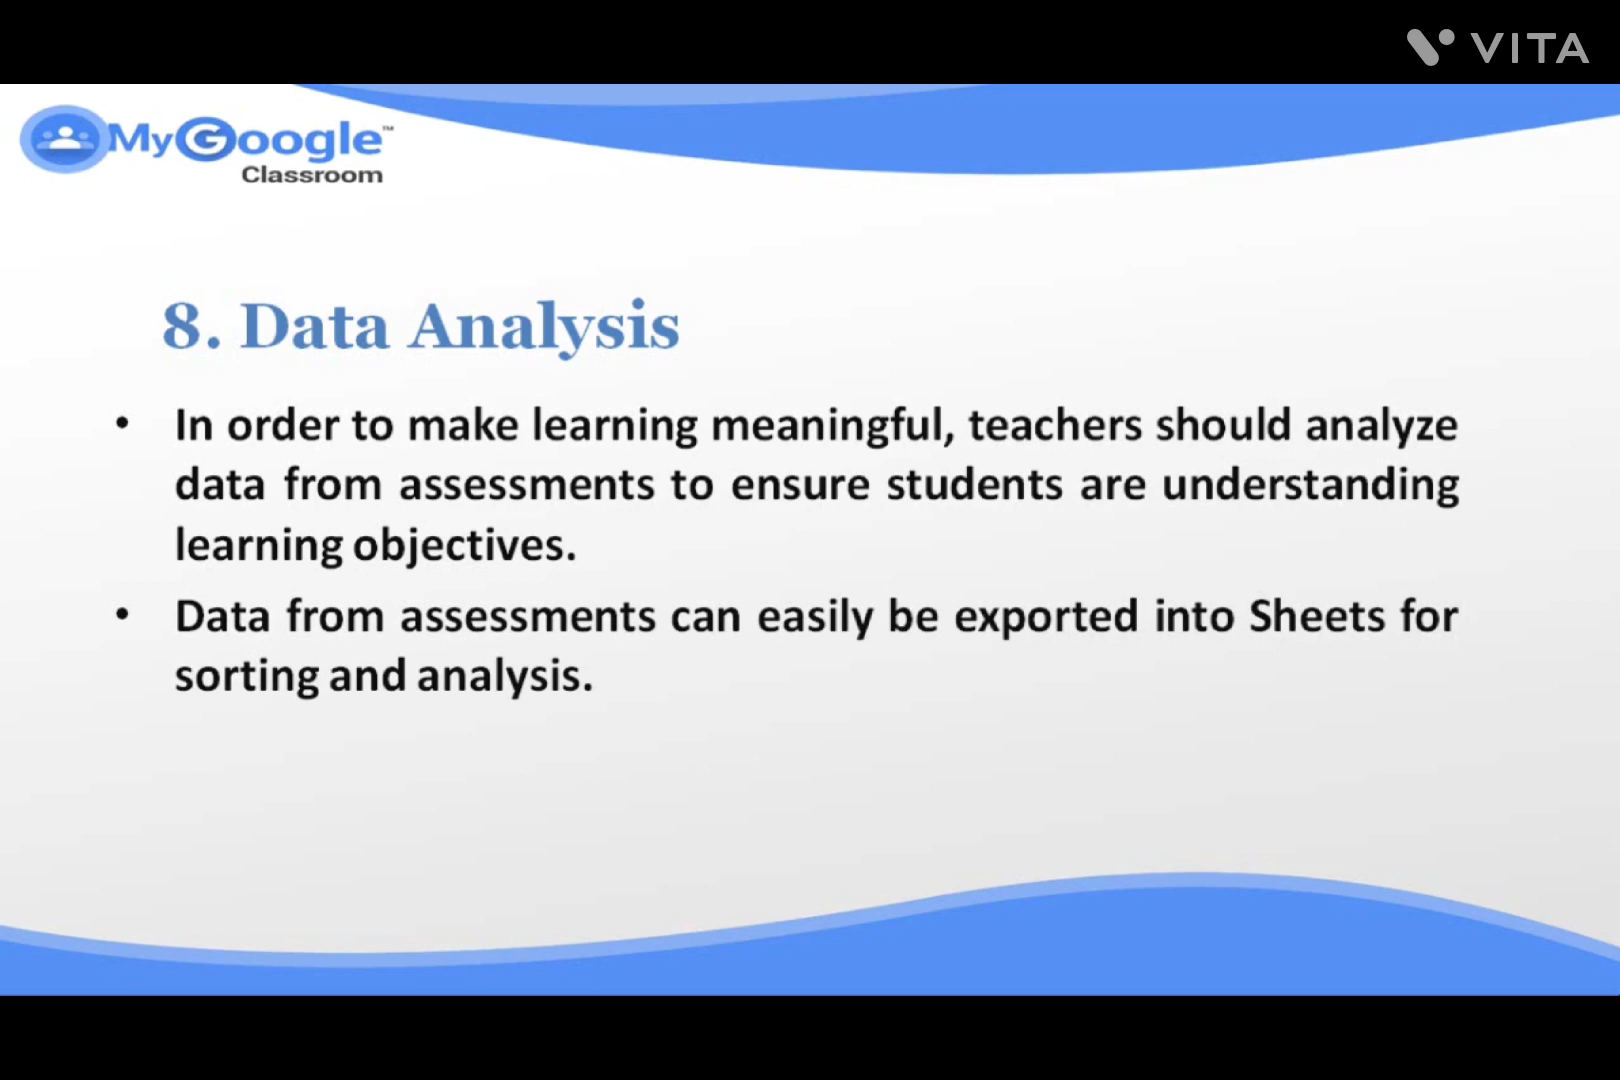 VITA
MyGoogle™
Classroom
8. Data Analysis
• In order to make learning meaningful, teachers should analyze
data from assessments to ensure students are understanding
learning objectives.
• Data from assessments can easily be exported into Sheets for
sorting and analysis.